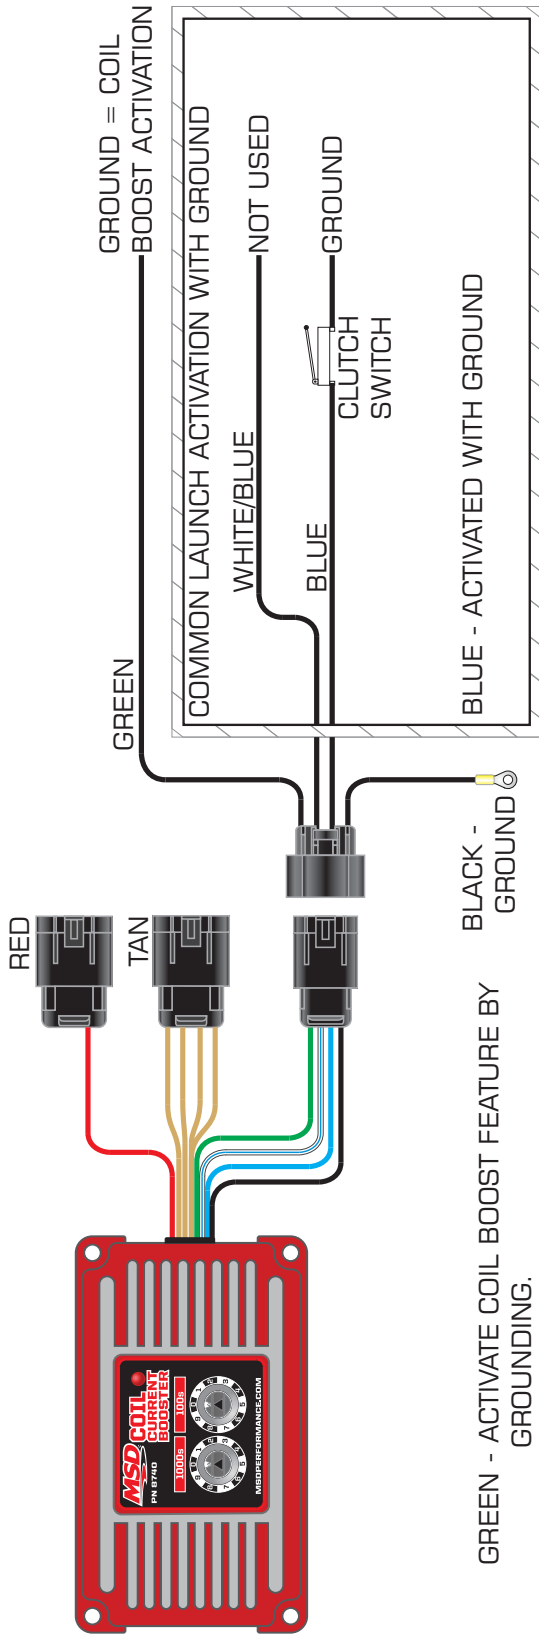 MSD COIL
CURRENT
BOOSTER
PN 8740
1000s
100s
MSDPERFORMANCE.COM
RED
TAN
GREEN
GROUND = COIL
BOOST ACTIVATION
COMMON LAUNCH ACTIVATION WITH GROUND
WHITE/BLUE
NOT USED
BLUE
GROUND
CLUTCH
SWITCH
BLUE - ACTIVATED WITH GROUND
BLACK -
GROUND
GREEN - ACTIVATE COIL BOOST FEATURE BY
GROUNDING.